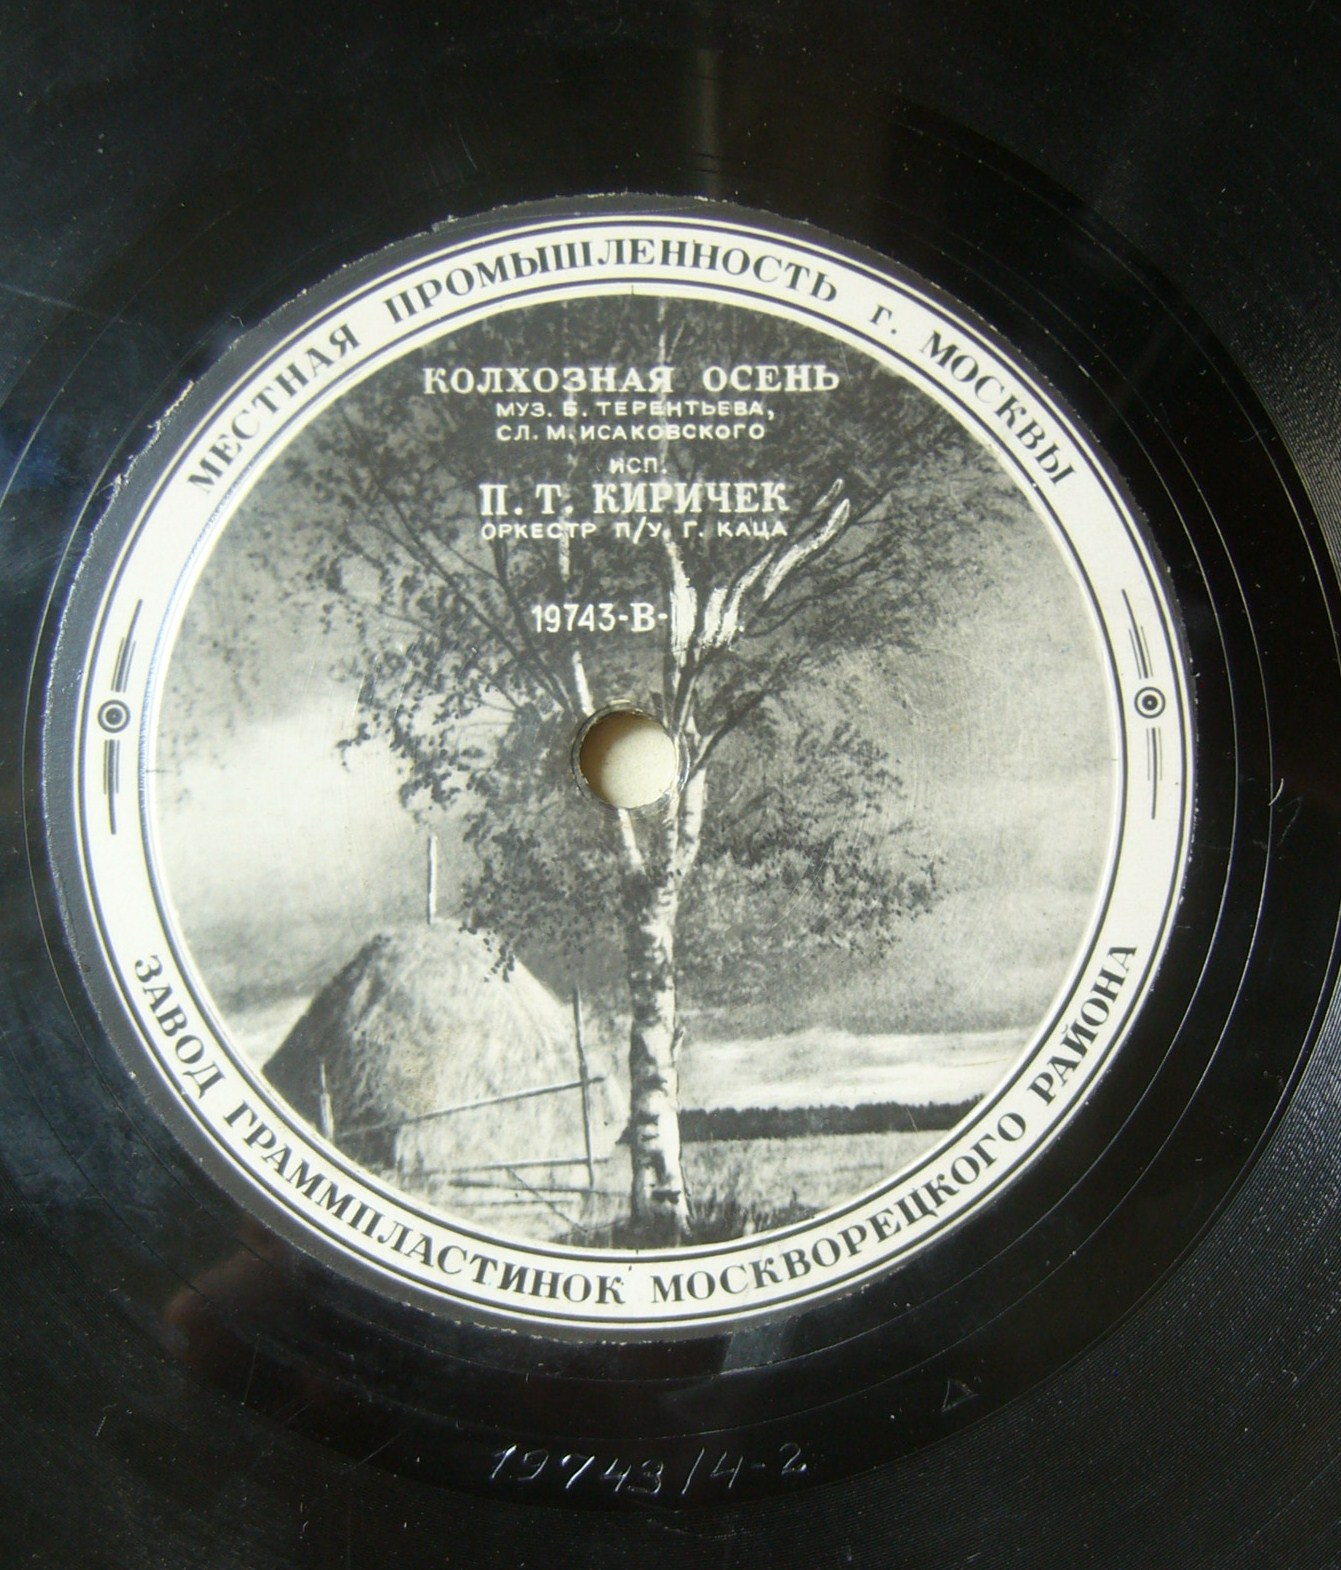 МЕСТНАЯ ПРОМЫШЛЕННОСТЬ г. МОСКВЫ
КОЛХОЗНАЯ ОСЕНЬ
МУЗ. Б. ТЕРЕНТЬЕВА,
СЛ. М. ИСАКОВСКОГО
ИСП.
П. Т. КИРИЧЕК
ОРКЕСТР П/У. Г. КАЦА
19743-В-
ЗАВОД ГРАММПЛАСТИНОК МОСКВОРЕЦКОГО РАЙОНА
19743/4-2